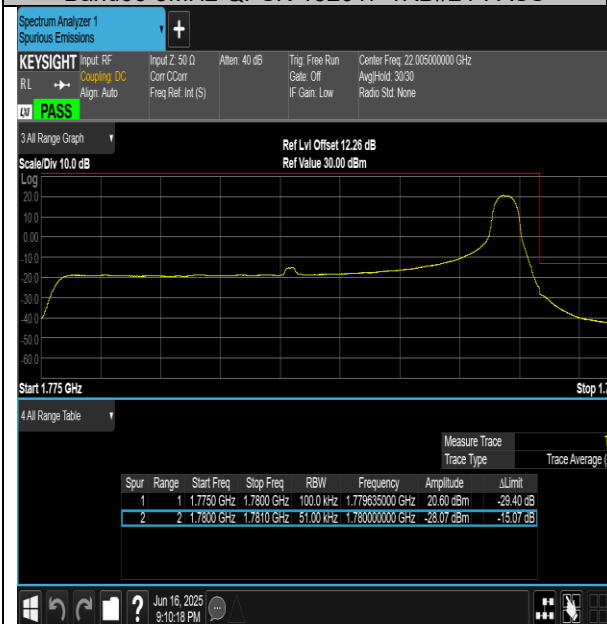 Spectrum Analyzer 1
Spurious Emissions
+
KEYSIGHT Input: RF Input Z: 50 Ω Atten: 40 dB Trig: Free Run Center Freq: 22.005000000 GHz
RL Coupling: DC Corr CCorr Gate: Off Avg|Hold: 30/30
Align: Auto Freq Ref: Int (S) IF Gain: Low Radio Std: None
LXI PASS
3 All Range Graph
Ref Lvl Offset 12.26 dB
Scale/Div 10.0 dB Ref Value 30.00 dBm
Log
20.0
10.0
0.00
-10.0
-20.0
-30.0
-40.0
-50.0
-60.0
Start 1.775 GHz Stop 1.
4 All Range Table
Measure Trace
Trace Type Trace Average (
Spur Range Start Freq Stop Freq RBW Frequency Amplitude ΔLimit
1 1 1.7750 GHz 1.7800 GHz 100.0 kHz 1.779635000 GHz 20.60 dBm -29.40 dB
2 2 1.7800 GHz 1.7810 GHz 51.00 kHz 1.780000000 GHz -28.07 dBm -15.07 dB
? Jun 16, 2025
9:10:18 PM